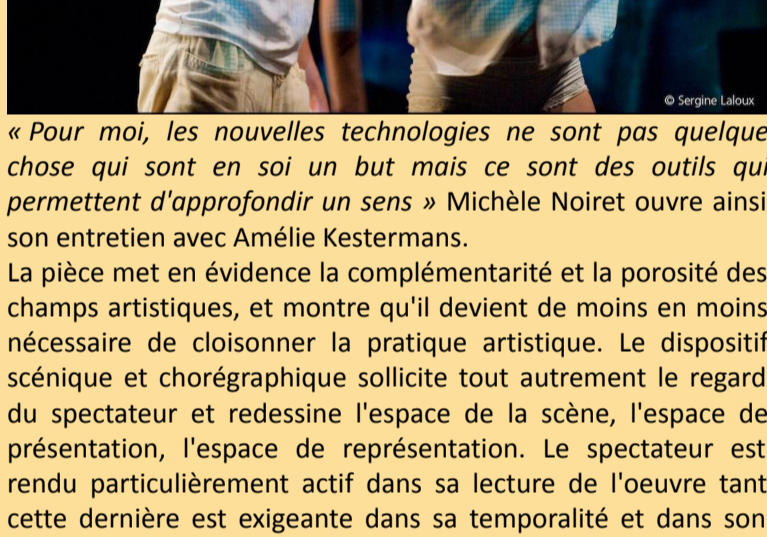 © Sergine Laloux
« Pour moi, les nouvelles technologies ne sont pas quelque
chose qui sont en soi un but mais ce sont des outils qui
permettent d'approfondir un sens » Michèle Noiret ouvre ainsi
son entretien avec Amélie Kestermans.
La pièce met en évidence la complémentarité et la porosité des
champs artistiques, et montre qu'il devient de moins en moins
nécessaire de cloisonner la pratique artistique. Le dispositif
scénique et chorégraphique sollicite tout autrement le regard
du spectateur et redessine l'espace de la scène, l'espace de
présentation, l'espace de représentation. Le spectateur est
rendu particulièrement actif dans sa lecture de l'oeuvre tant
cette dernière est exigeante dans sa temporalité et dans son